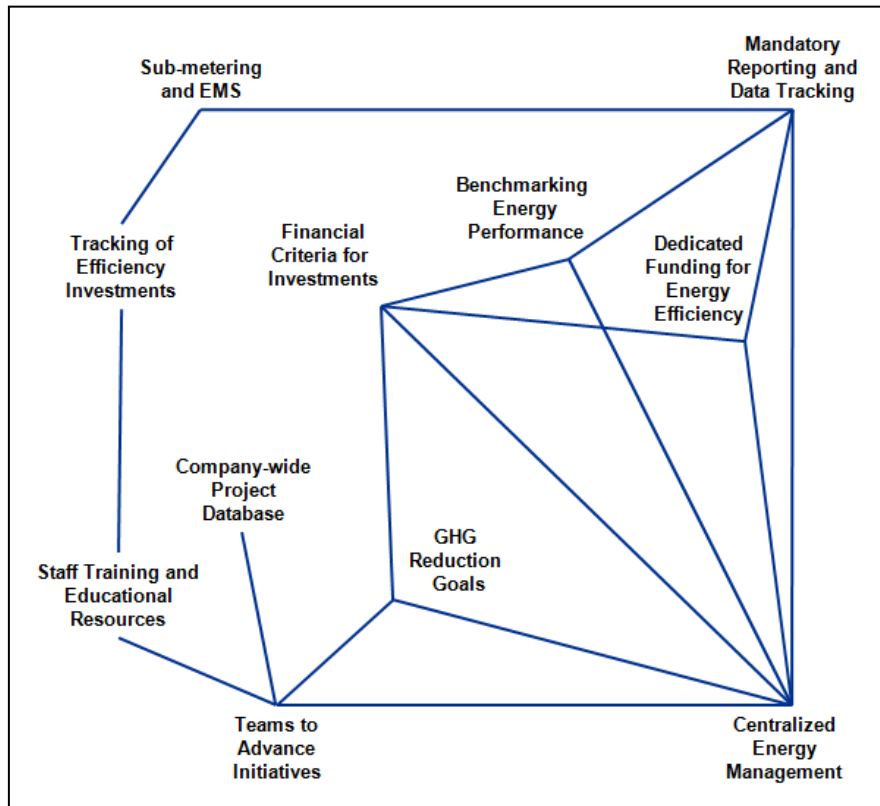 Sub-metering
and EMS
Mandatory
Reporting and
Data Tracking
Benchmarking
Energy
Performance
Tracking of
Efficiency
Investments
Financial
Criteria for
Investments
Dedicated
Funding for
Energy
Efficiency
Company-wide
Project
Database
GHG
Reduction
Goals
Staff Training and
Educational
Resources
Teams to
Advance
Initiatives
Centralized
Energy
Management